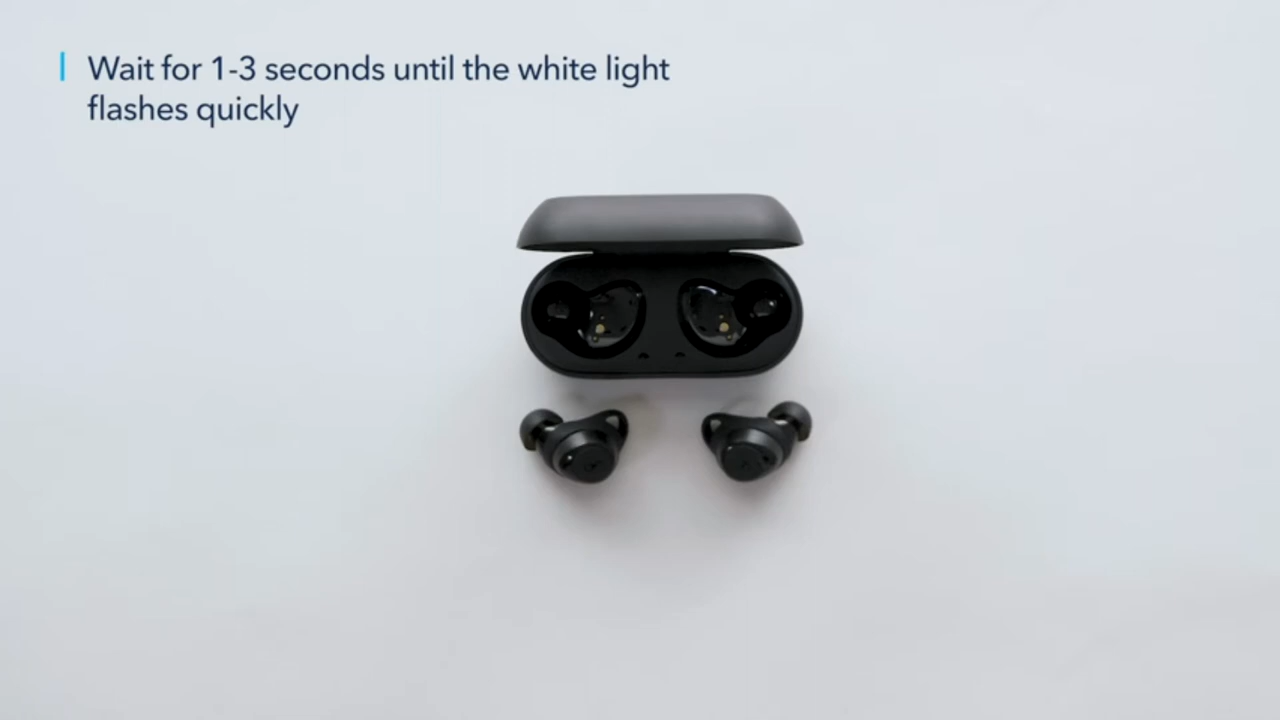 Wait for 1-3 seconds until the white light
flashes quickly